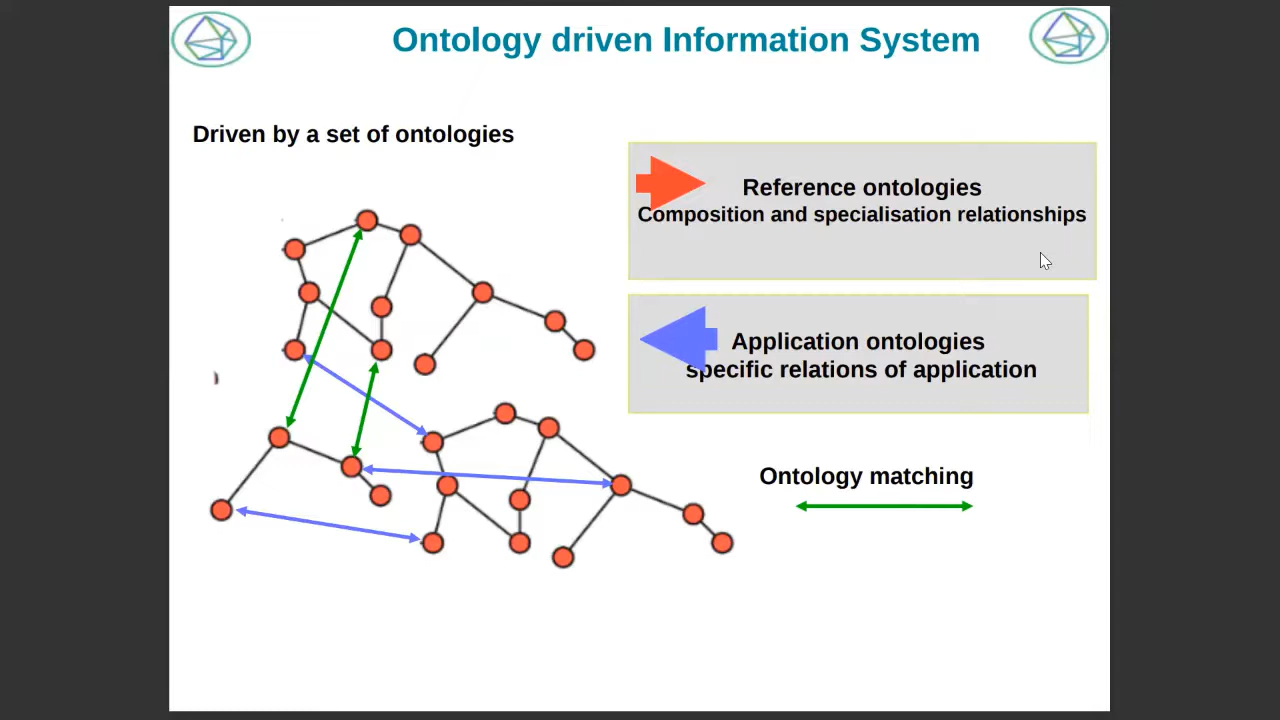 Ontology driven Information System
Driven by a set of ontologies
Reference ontologies
Composition and specialisation relationships
Application ontologies
specific relations of application
Ontology matching